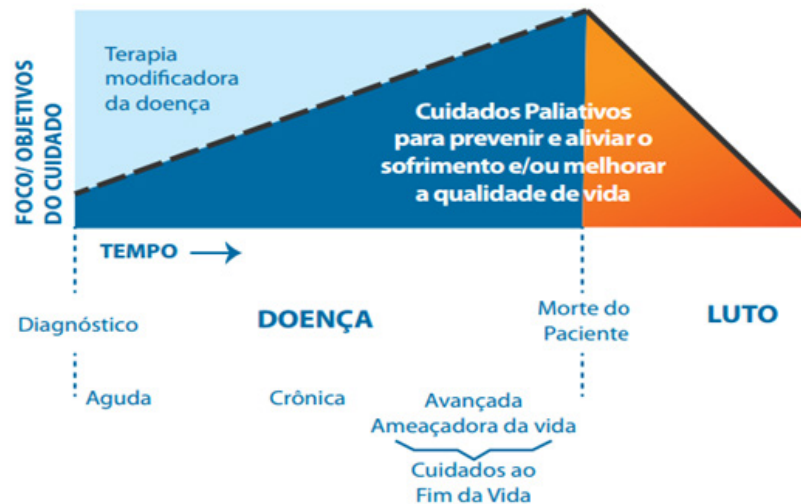 FOCO/ OBJETIVOS
DO CUIDADO
Terapia
modificadora
da doença
Cuidados Paliativos
para prevenir e aliviar o
sofrimento e/ou melhorar
a qualidade de vida
TEMPO
Diagnóstico
DOENÇA
Morte do
Paciente
LUTO
Aguda
Crônica
Avançada
Ameaçadora da vida
Cuidados ao
Fim da Vida